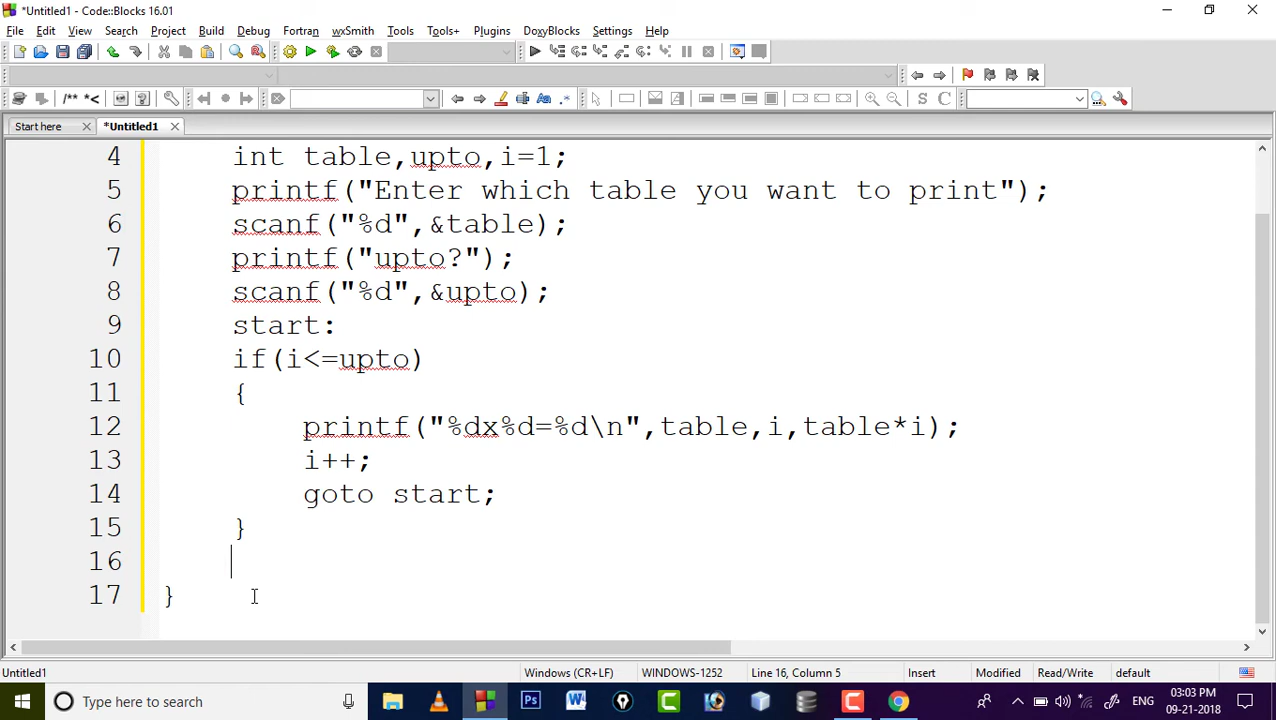 *Untitled1 - Code::Blocks 16.01
File Edit View Search Project Build Debug Fortran wxSmith Tools Tools+ Plugins DoxyBlocks Settings Help
/** *<
Aa .*
S C
Start here *Untitled1
4 int table,upto,i=1;
5 printf("Enter which table you want to print");
6 scanf("%d",&table);
7 printf("upto?");
8 scanf("%d",&upto);
9 start:
10 if(i<=upto)
11 {
12 printf("%dx%d=%d\n",table,i,table*i);
13 i++;
14 goto start;
15 }
16
17 }
Untitled1 Windows (CR+LF) WINDOWS-1252 Line 16, Column 5 Insert Modified Read/Write default
Type here to search Ps ENG 03:03 PM
09-21-2018